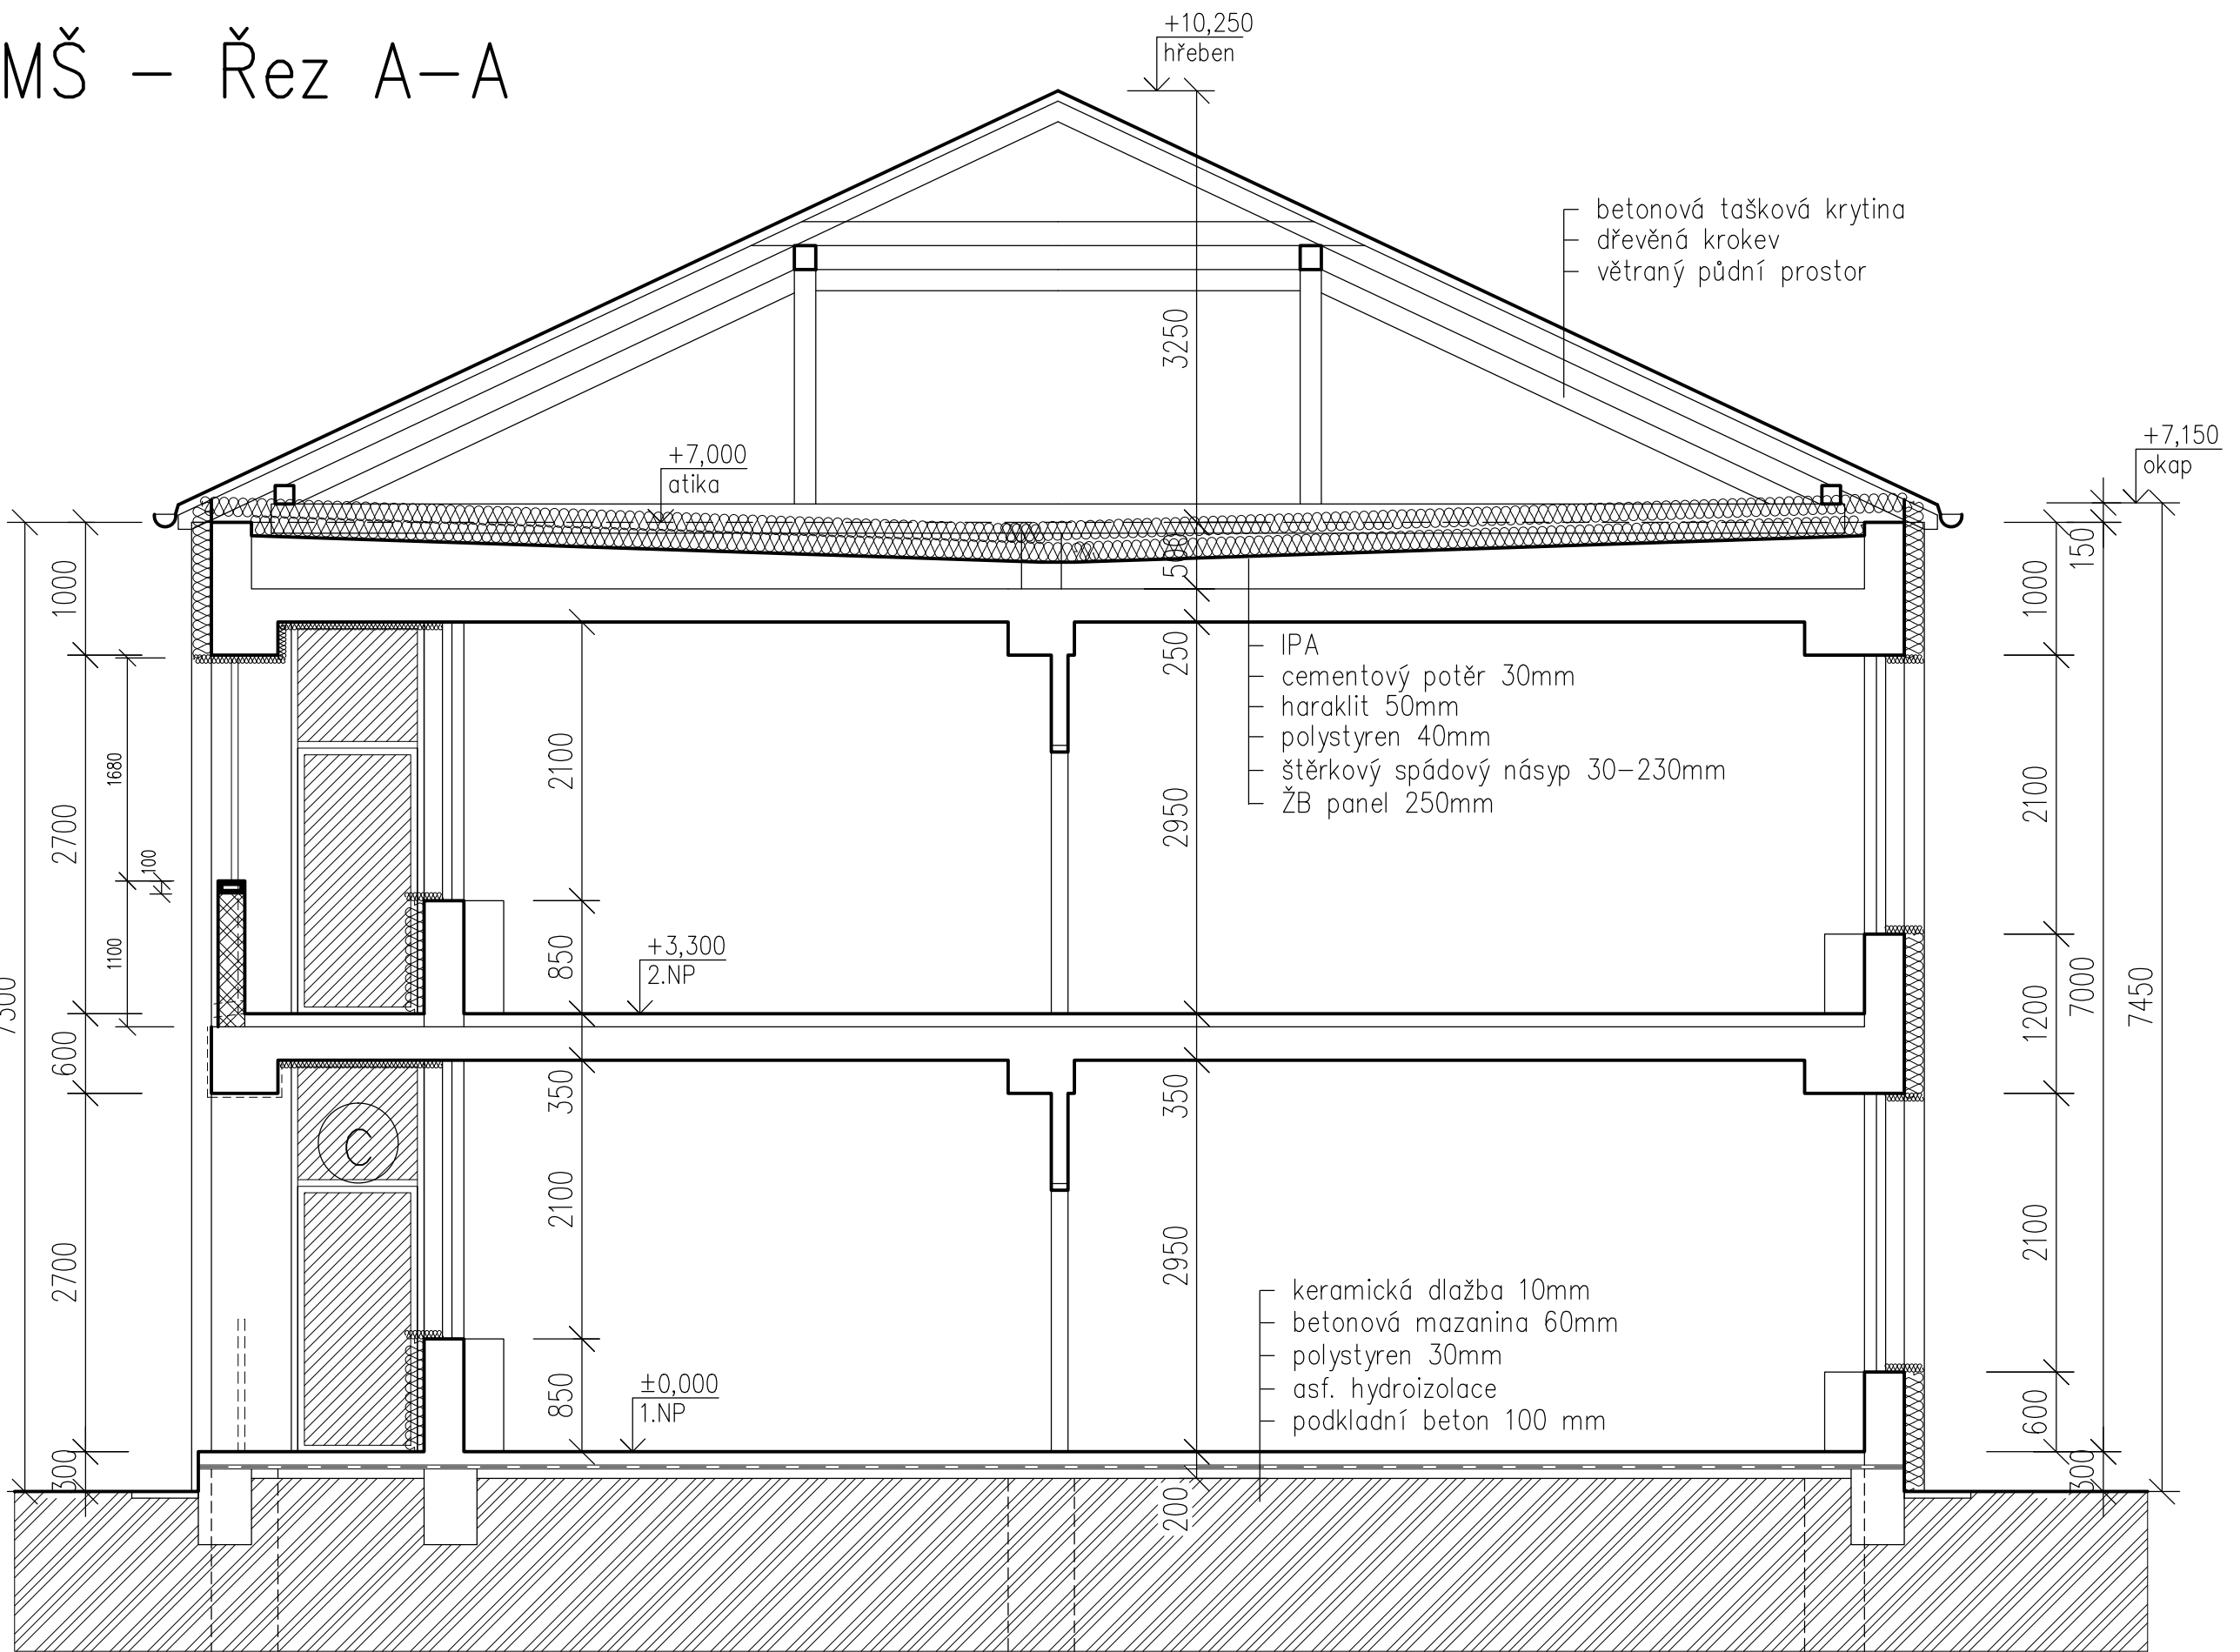 MŠ – Řez A–A
+10,250
hřeben
betonová tašková krytina
dřevěná krokev
větraný půdní prostor
3250
+7,150
okap
+7,000
atika
500
150
1000
1000
250
IPA
cementový potěr 30mm
haraklit 50mm
polystyren 40mm
štěrkový spádový násyp 30–230mm
ŽB panel 250mm
1680
2100
2100
2700
2950
100
1100
850
+3,300
2.NP
7000
7450
1200
600
350
350
C
2100
2100
2700
2950
keramická dlažba 10mm
betonová mazanina 60mm
polystyren 30mm
asf. hydroizolace
podkladní beton 100 mm
850
±0,000
1.NP
600
300
300
200